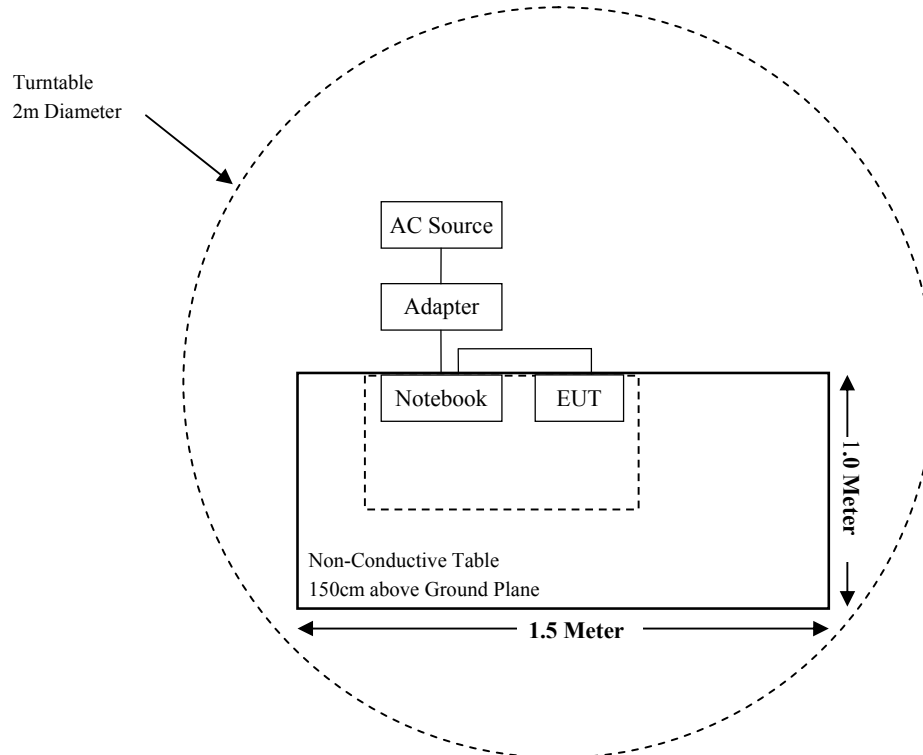 Turntable
2m Diameter
AC Source
Adapter
Notebook
EUT
1.0 Meter
Non-Conductive Table
150cm above Ground Plane
1.5 Meter